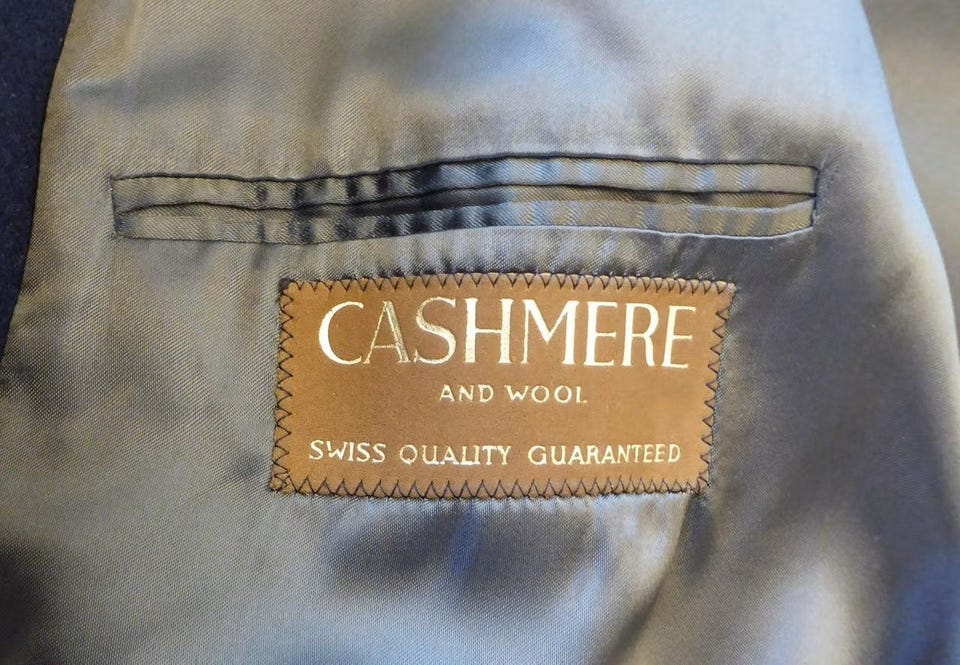 CASHMERE
AND WOOL
SWISS QUALITY GUARANTEED